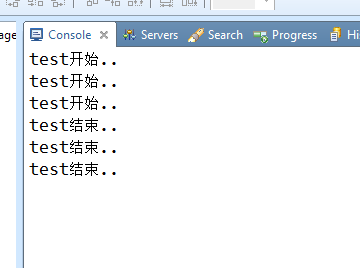 age
Console Servers Search Progress
test开始..
test开始..
test开始..
test结束..
test结束..
test结束..